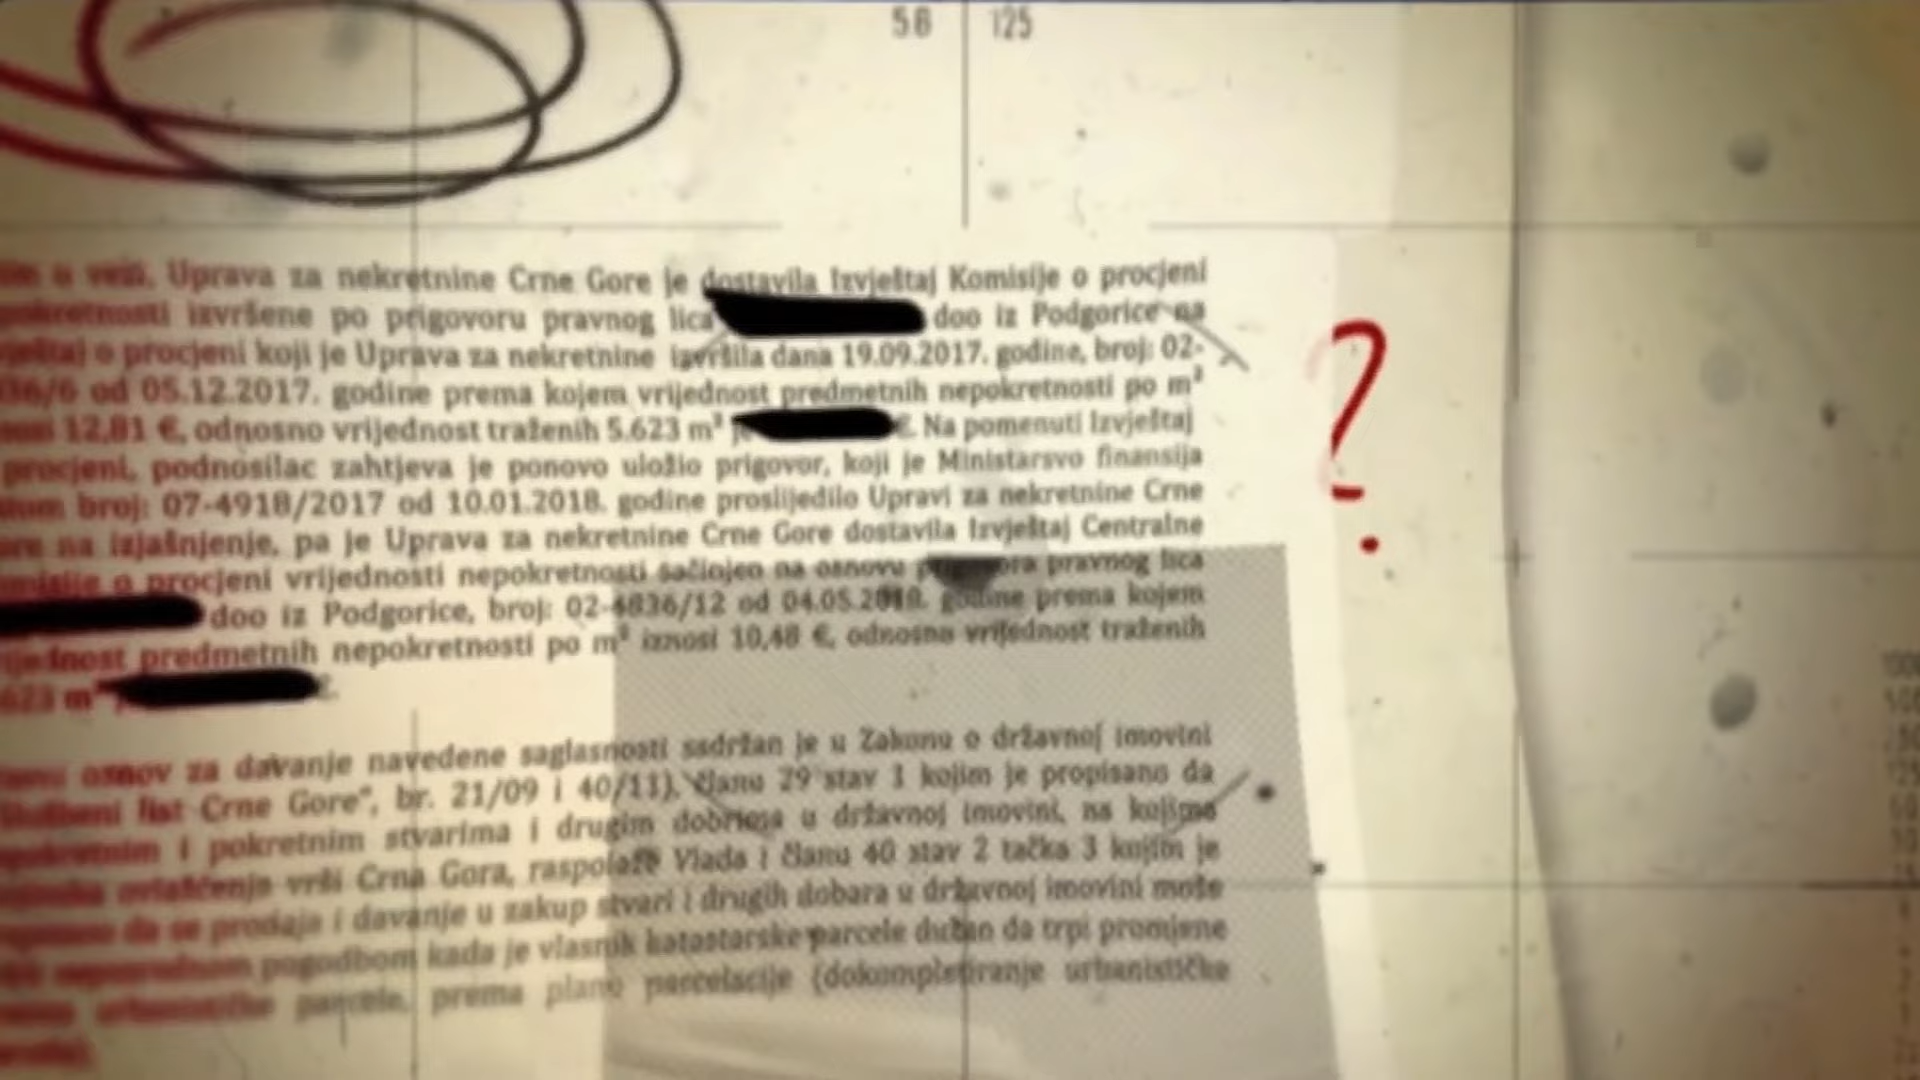 58 125
u vezi, Uprava za nekretnine Crne Gore je dostavila Izvještaj Komisije o procjeni
izvršene po prigovoru pravnog lica doo iz Podgorice na
o procjeni koji je Uprava za nekretnine izvršila dana 19.09.2017. godine, broj: 02-
36/6 od 05.12.2017. godine prema kojem vrijednost predmetnih nepokretnosti po m²
12,81 €, odnosno vrijednost traženih 5.623 m² je €. Na pomenuti Izvještaj
procjeni, podnosilac zahtjeva je ponovo uložio prigovor, koji je Ministarsvo finansija
broj: 07-4918/2017 od 10.01.2018. godine proslijedilo Upravi za nekretnine Crne
na izjašnjenje, pa je Uprava za nekretnine Crne Gore dostavila Izvještaj Centralne
o procjeni vrijednosti nepokretnosti sačinjen na osnovu pravnog lica
doo iz Podgorice, broj: 02-4836/12 od 04.05.2018. godine prema kojem
predmetnih nepokretnosti po m² iznosi 10,48 €, odnosno vrijednost traženih
623 m²
?
osnov za davanje navedene saglasnosti sadržan je u Zakonu o državnoj imovini
list Crne Gore", br. 21/09 i 40/11), članu 29 stav 1 kojim je propisano da
i pokretnim stvarima i drugim dobrima u državnoj imovini, na kojima
vrši Crna Gora, raspolaže Vlada i članu 40 stav 2 tačka 3 kojim je
da se prodaja i davanje u zakup stvari i drugih dobara u državnoj imovini može
pogodbom kada je vlasnik katastarske parcele dužan da trpi promjene
urbanističke parcele, prema planu parcelacije (dokompletiranje urbanističke